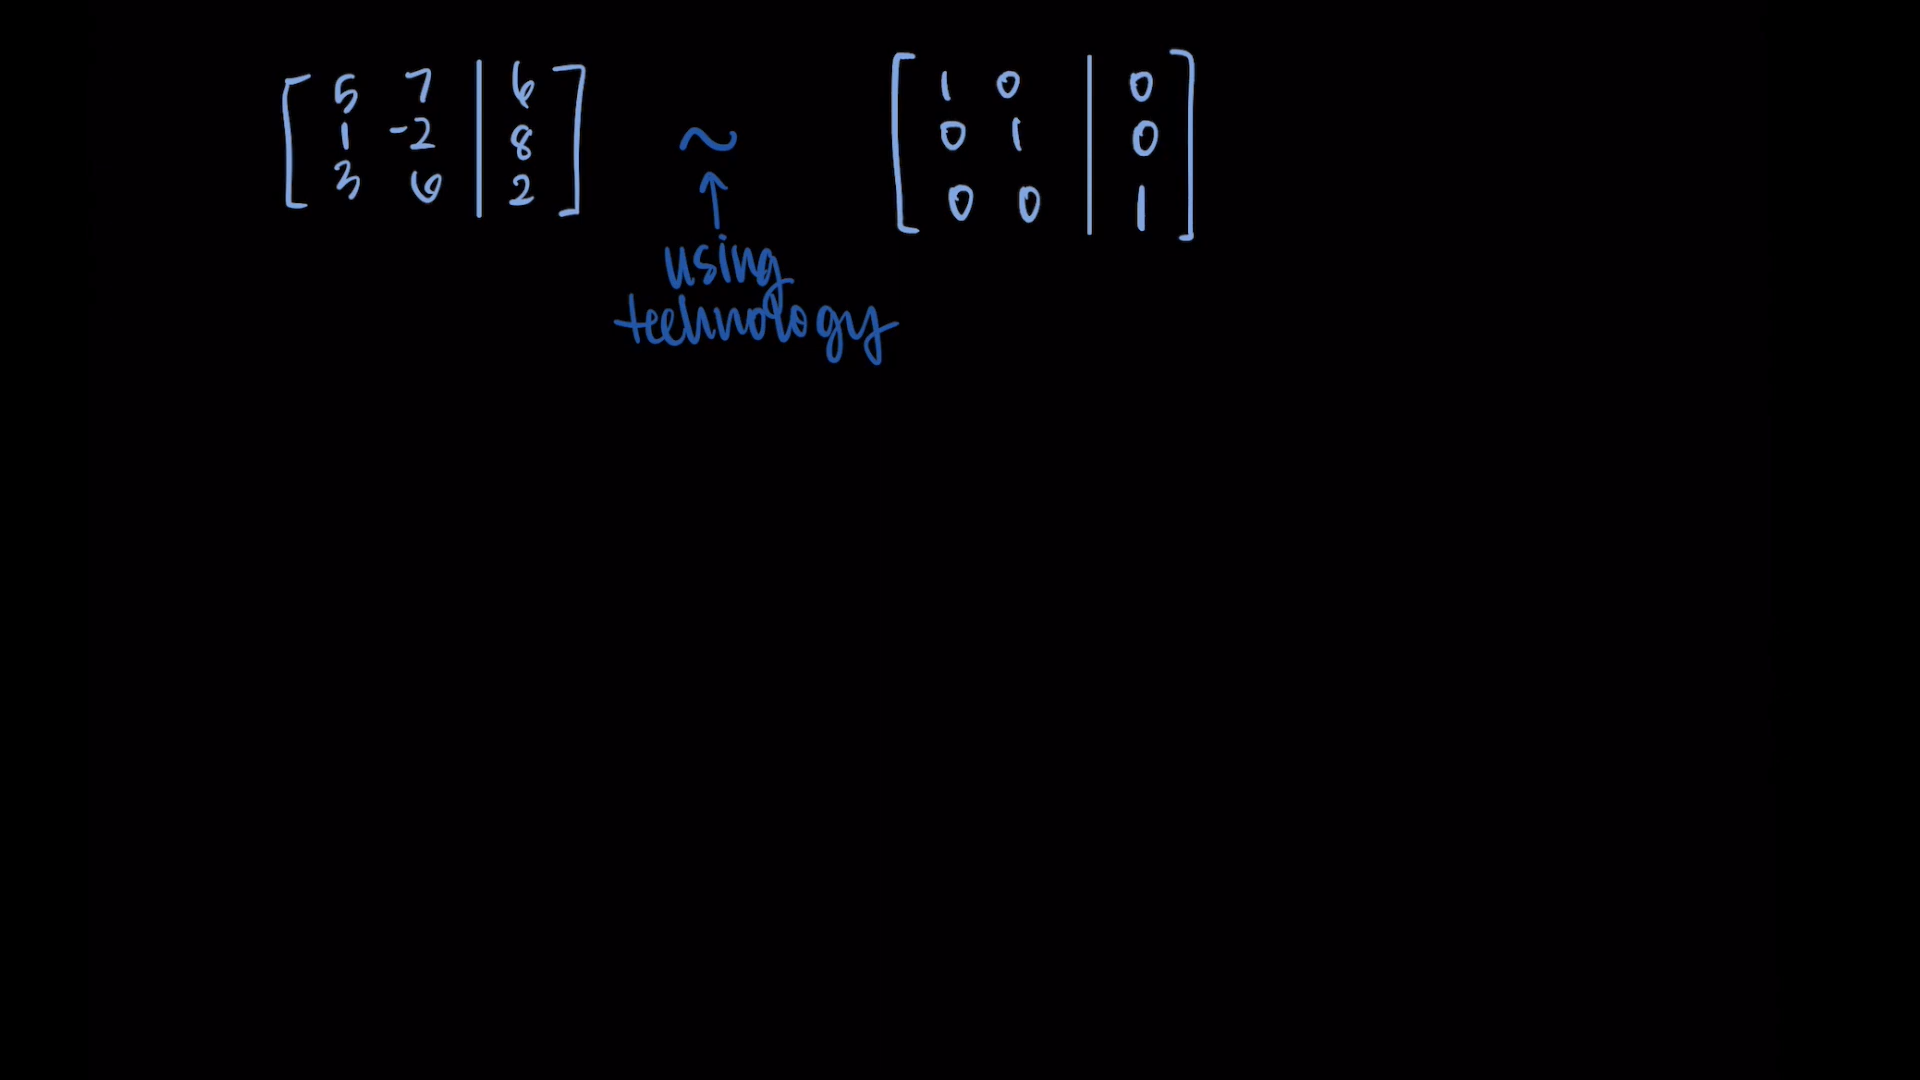 [ 5 7 | 6 ] [ 1 0 | 0 ]
[ 1 -2 | 8 ] ~ [ 0 1 | 0 ]
[ 3 6 | 2 ] [ 0 0 | 1 ]
↑
using
technology